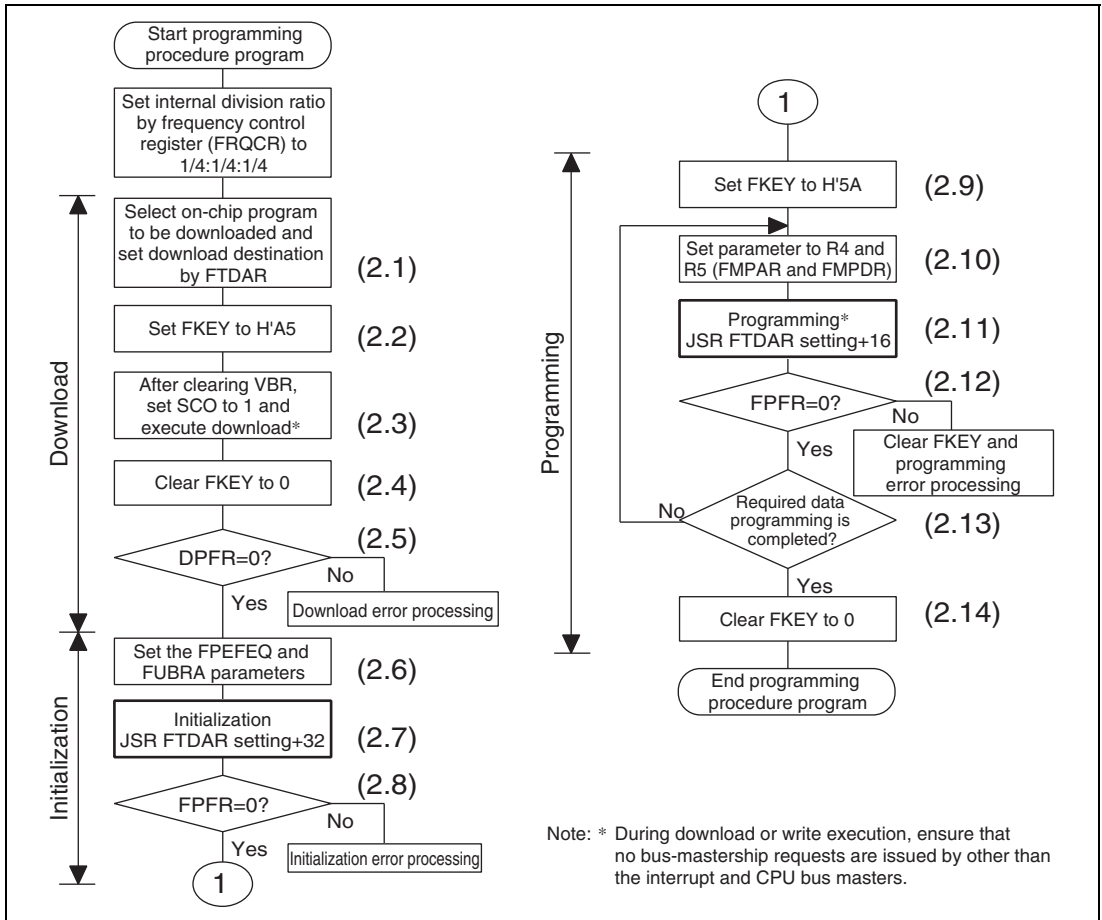 Start programming
procedure program
Set internal division ratio
by frequency control
register (FRQCR) to
1/4:1/4:1/4
Download
Select on-chip program
to be downloaded and
set download destination
by FTDAR
(2.1)
Set FKEY to H'A5
(2.2)
After clearing VBR,
set SCO to 1 and
execute download*
(2.3)
Clear FKEY to 0
(2.4)
DPFR=0?
(2.5)
No
Yes
Download error processing
Initialization
Set the FPEFEQ and
FUBRA parameters
(2.6)
Initialization
JSR FTDAR setting+32
(2.7)
FPFR=0?
(2.8)
No
Yes
Initialization error processing
1
1
Programming
Set FKEY to H'5A
(2.9)
Set parameter to R4 and
R5 (FMPAR and FMPDR)
(2.10)
Programming*
JSR FTDAR setting+16
(2.11)
FPFR=0?
(2.12)
No
Yes
Clear FKEY and
programming
error processing
Required data
programming is
completed?
(2.13)
No
Yes
Clear FKEY to 0
(2.14)
End programming
procedure program
Note: * During download or write execution, ensure that
no bus-mastership requests are issued by other than
the interrupt and CPU bus masters.